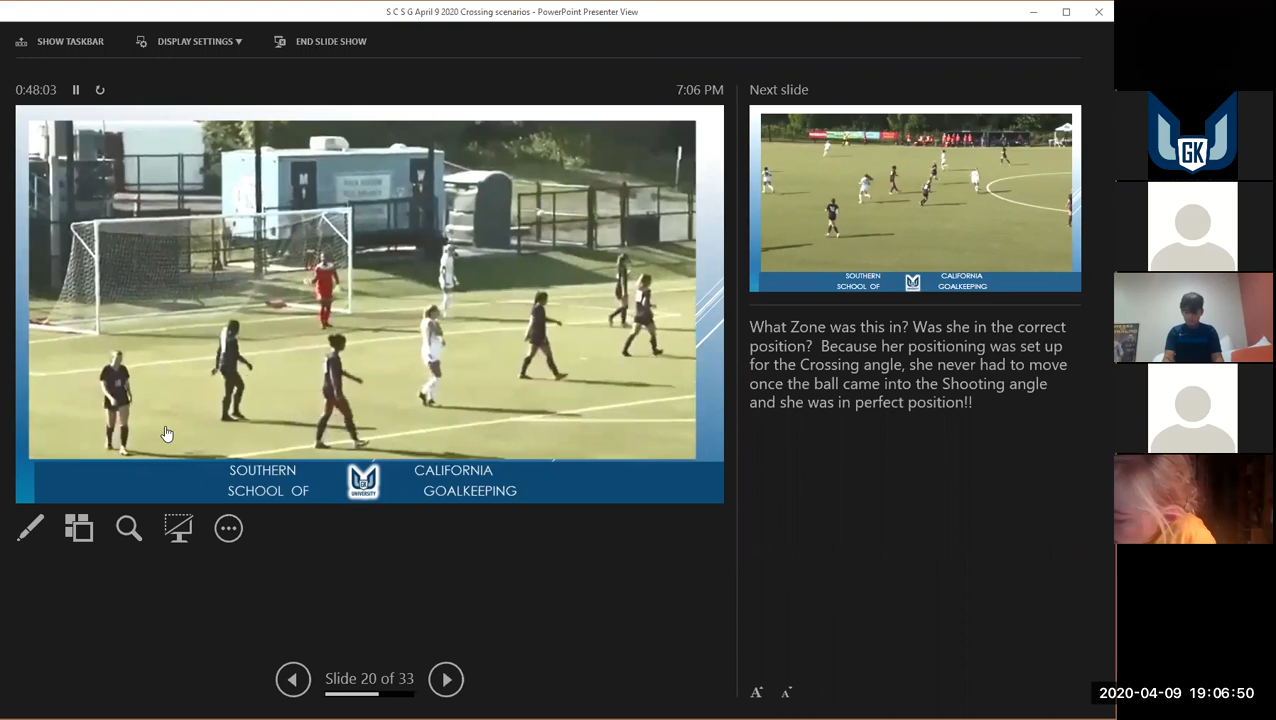 S C S G April 9 2020 Crossing scenarios - PowerPoint Presenter View
SHOW TASKBAR
DISPLAY SETTINGS ▼
END SLIDE SHOW
0:48:03
7:06 PM
Next slide
M
W
SOUTHERN CALIFORNIA
SCHOOL OF GOALKEEPING
UNIVERSITY
SOUTHERN CALIFORNIA
SCHOOL OF GOALKEEPING
What Zone was this in? Was she in the correct
position? Because her positioning was set up
for the Crossing angle, she never had to move
once the ball came into the Shooting angle
and she was in perfect position!!
Slide 20 of 33
A A
GK
2020-04-09 19:06:50